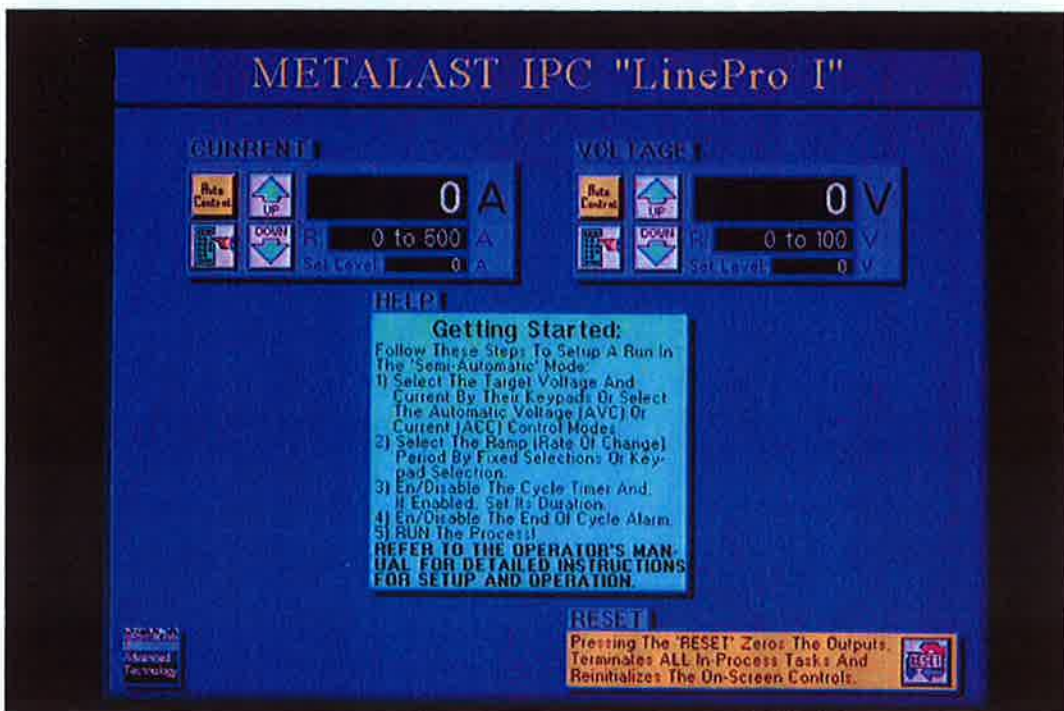 METALAST IPC "LinePro I"
CURRENT
Auto
Control
UP
0 A
DOWN
R: 0 to 500 A
Set Level: 0 A
VOLTAGE
Auto
Control
UP
0 V
DOWN
R: 0 to 100 V
Set Level: 0 V
HELP
Getting Started:
Follow These Steps To Setup A Run In
The 'Semi-Automatic' Mode:
1) Select The Target Voltage And
Current By Their Keypads Or Select
The Automatic Voltage (AVC) Or
Current (ACC) Control Modes.
2) Select The Ramp (Rate Of Change)
Period By Fixed Selections Or Key-
pad Selection.
3) En/Disable The Cycle Timer And,
If Enabled, Set Its Duration.
4) En/Disable The End Of Cycle Alarm.
5) RUN The Process!
REFER TO THE OPERATOR'S MAN-
UAL FOR DETAILED INSTRUCTIONS
FOR SETUP AND OPERATION.
RESET
Pressing The 'RESET' Zeros The Outputs,
Terminates ALL In-Process Tasks And
Reinitializes The On-Screen Controls.
RESET
Advanced
Technology